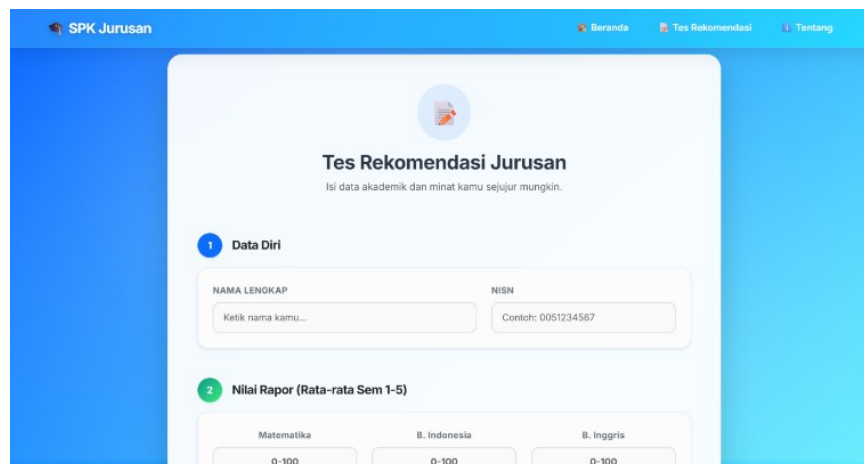 SPK Jurusan Beranda Tes Rekomendasi Tentang
Tes Rekomendasi Jurusan
Isi data akademik dan minat kamu sejujur mungkin.
1 Data Diri
NAMA LENGKAP NISN
Ketik nama kamu... Contoh: 0051234567
2 Nilai Rapor (Rata-rata Sem 1-5)
Matematika B. Indonesia B. Inggris
0-100 0-100 0-100